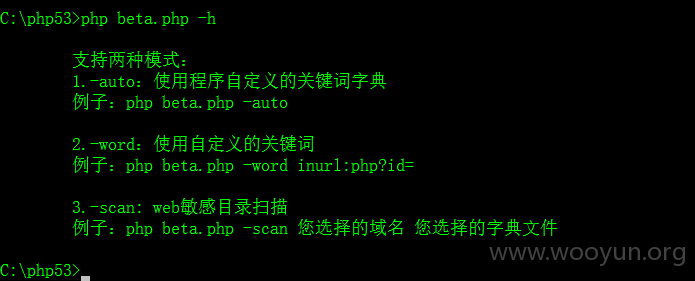 C:\php53>php beta.php -h
支持两种模式：
1.-auto：使用程序自定义的关键词字典
例子：php beta.php -auto
2.-word：使用自定义的关键词
例子：php beta.php -word inurl:php?id=
3.-scan：web敏感目录扫描
例子：php beta.php -scan 您选择的域名 您选择的字典文件
www.wooyun.org
C:\php53>